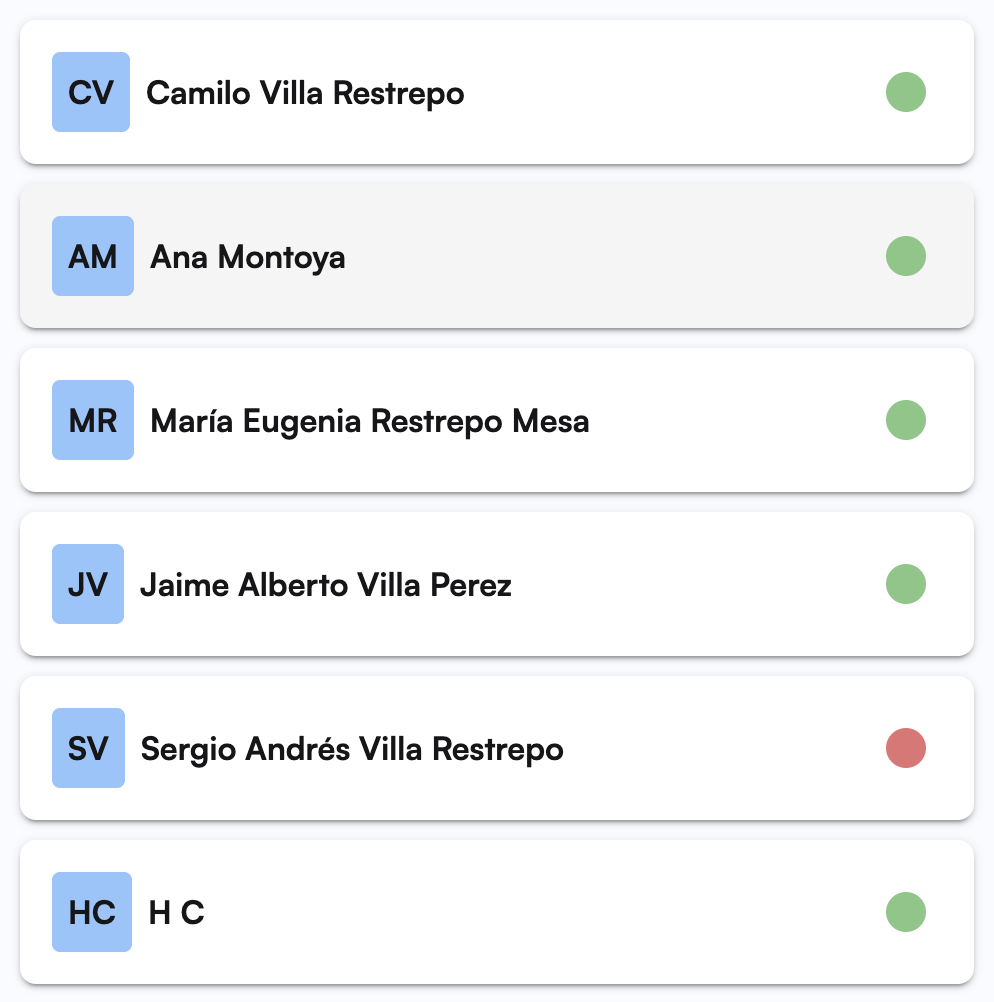 CV Camilo Villa Restrepo
AM Ana Montoya
MR María Eugenia Restrepo Mesa
JV Jaime Alberto Villa Perez
SV Sergio Andrés Villa Restrepo
HC H C